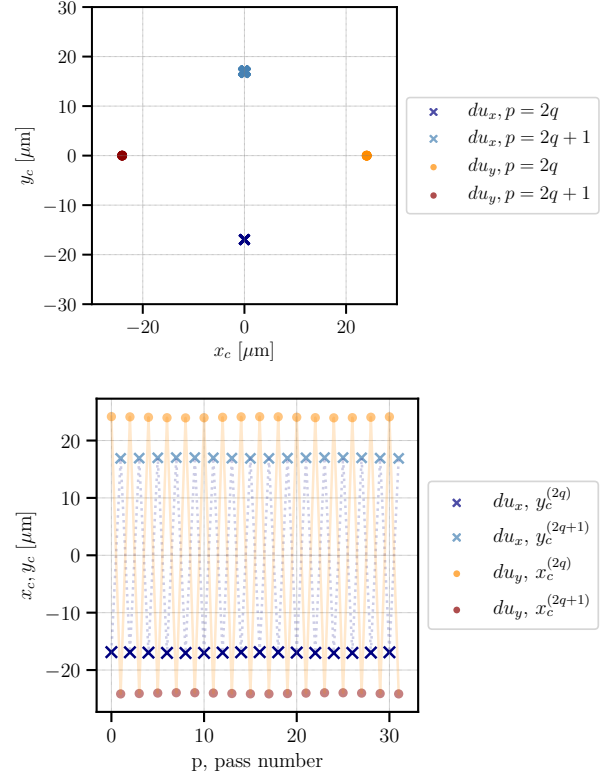 30
20
10
0
−10
−20
−30
y_c [μm]
−20 0 20
x_c [μm]
du_x, p = 2q
du_x, p = 2q + 1
du_y, p = 2q
du_y, p = 2q + 1
20
10
0
−10
−20
x_c, y_c [μm]
0 10 20 30
p, pass number
du_x, y_c^(2q)
du_x, y_c^(2q+1)
du_y, x_c^(2q)
du_y, x_c^(2q+1)